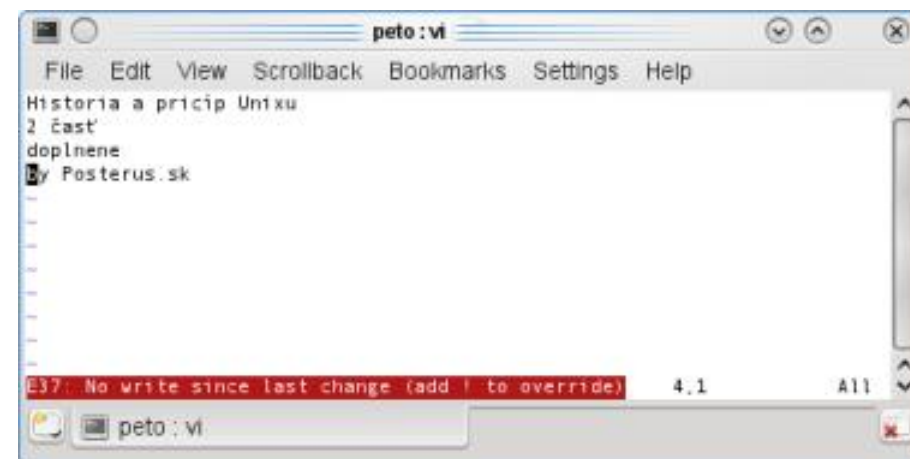 peto : vi
File Edit View Scrollback Bookmarks Settings Help
Historia a pricip Unixu
2 časť
doplnene
by Posterus.sk
~
~
~
~
~
~
~
E37: No write since last change (add ! to override) 4,1 All
peto : vi